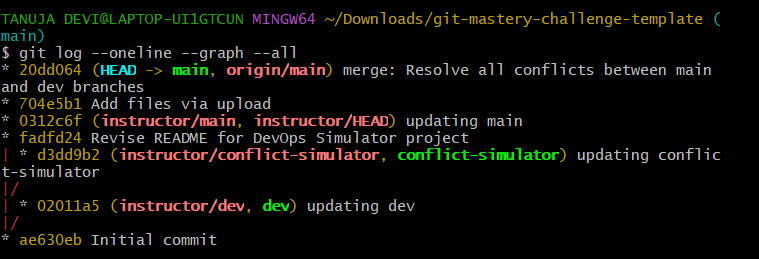 TANUJA DEVI@LAPTOP-UI1GTCUN MINGW64 ~/Downloads/git-mastery-challenge-template (
main)
$ git log --oneline --graph --all
* 20dd064 (HEAD -> main, origin/main) merge: Resolve all conflicts between main
and dev branches
* 704e5b1 Add files via upload
* 0312c6f (instructor/main, instructor/HEAD) updating main
* fadfd24 Revise README for DevOps Simulator project
| * d3dd9b2 (instructor/conflict-simulator, conflict-simulator) updating conflic
t-simulator
|/
| * 02011a5 (instructor/dev, dev) updating dev
|/
* ae630eb Initial commit